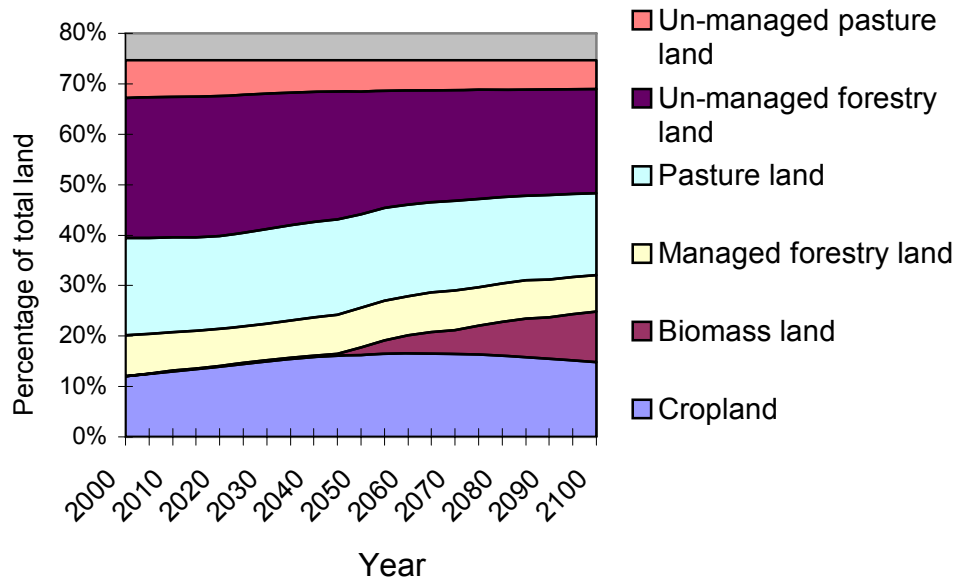 80%
70%
60%
50%
40%
30%
20%
10%
0%
Percentage of total land
2000
2010
2020
2030
2040
2050
2060
2070
2080
2090
2100
Year
Un-managed pasture
land
Un-managed forestry
land
Pasture land
Managed forestry land
Biomass land
Cropland